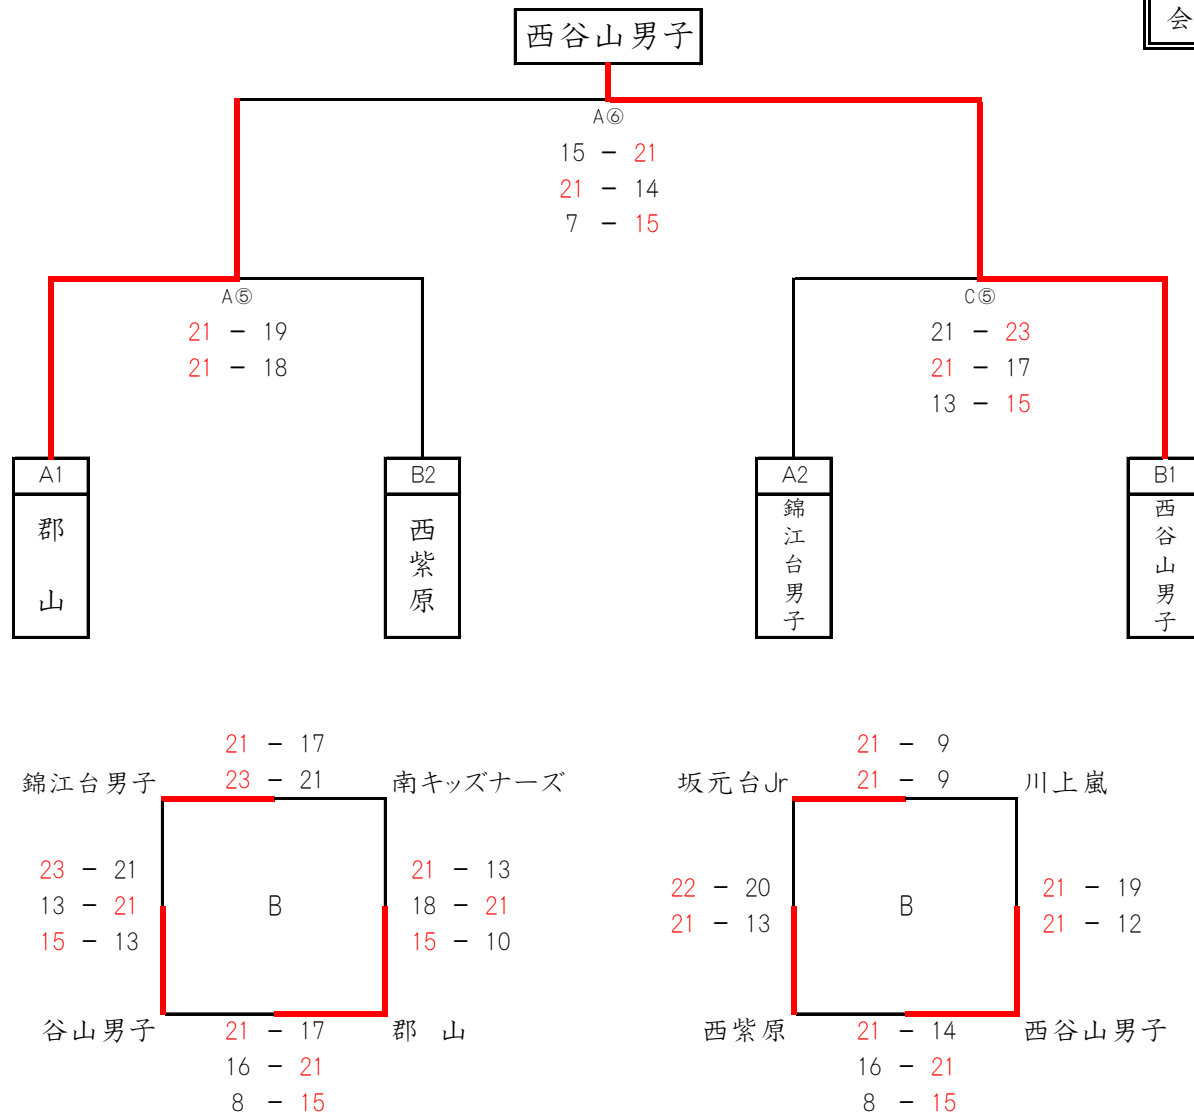 会
西谷山男子
A⑥
15 － 21
21 － 14
7 － 15
A⑤
21 － 19
21 － 18
C⑤
21 － 23
21 － 17
13 － 15
A1
B2
A2
B1
郡山
西紫原
錦江台男子
西谷山男子
21 － 17
23 － 21
錦江台男子
南キッズナーズ
23 － 21
13 － 21
15 － 13
B
21 － 13
18 － 21
15 － 10
谷山男子
郡 山
21 － 17
16 － 21
8 － 15
21 － 9
21 － 9
坂元台Jr
川上嵐
22 － 20
21 － 13
B
21 － 19
21 － 12
西紫原
西谷山男子
21 － 14
16 － 21
8 － 15